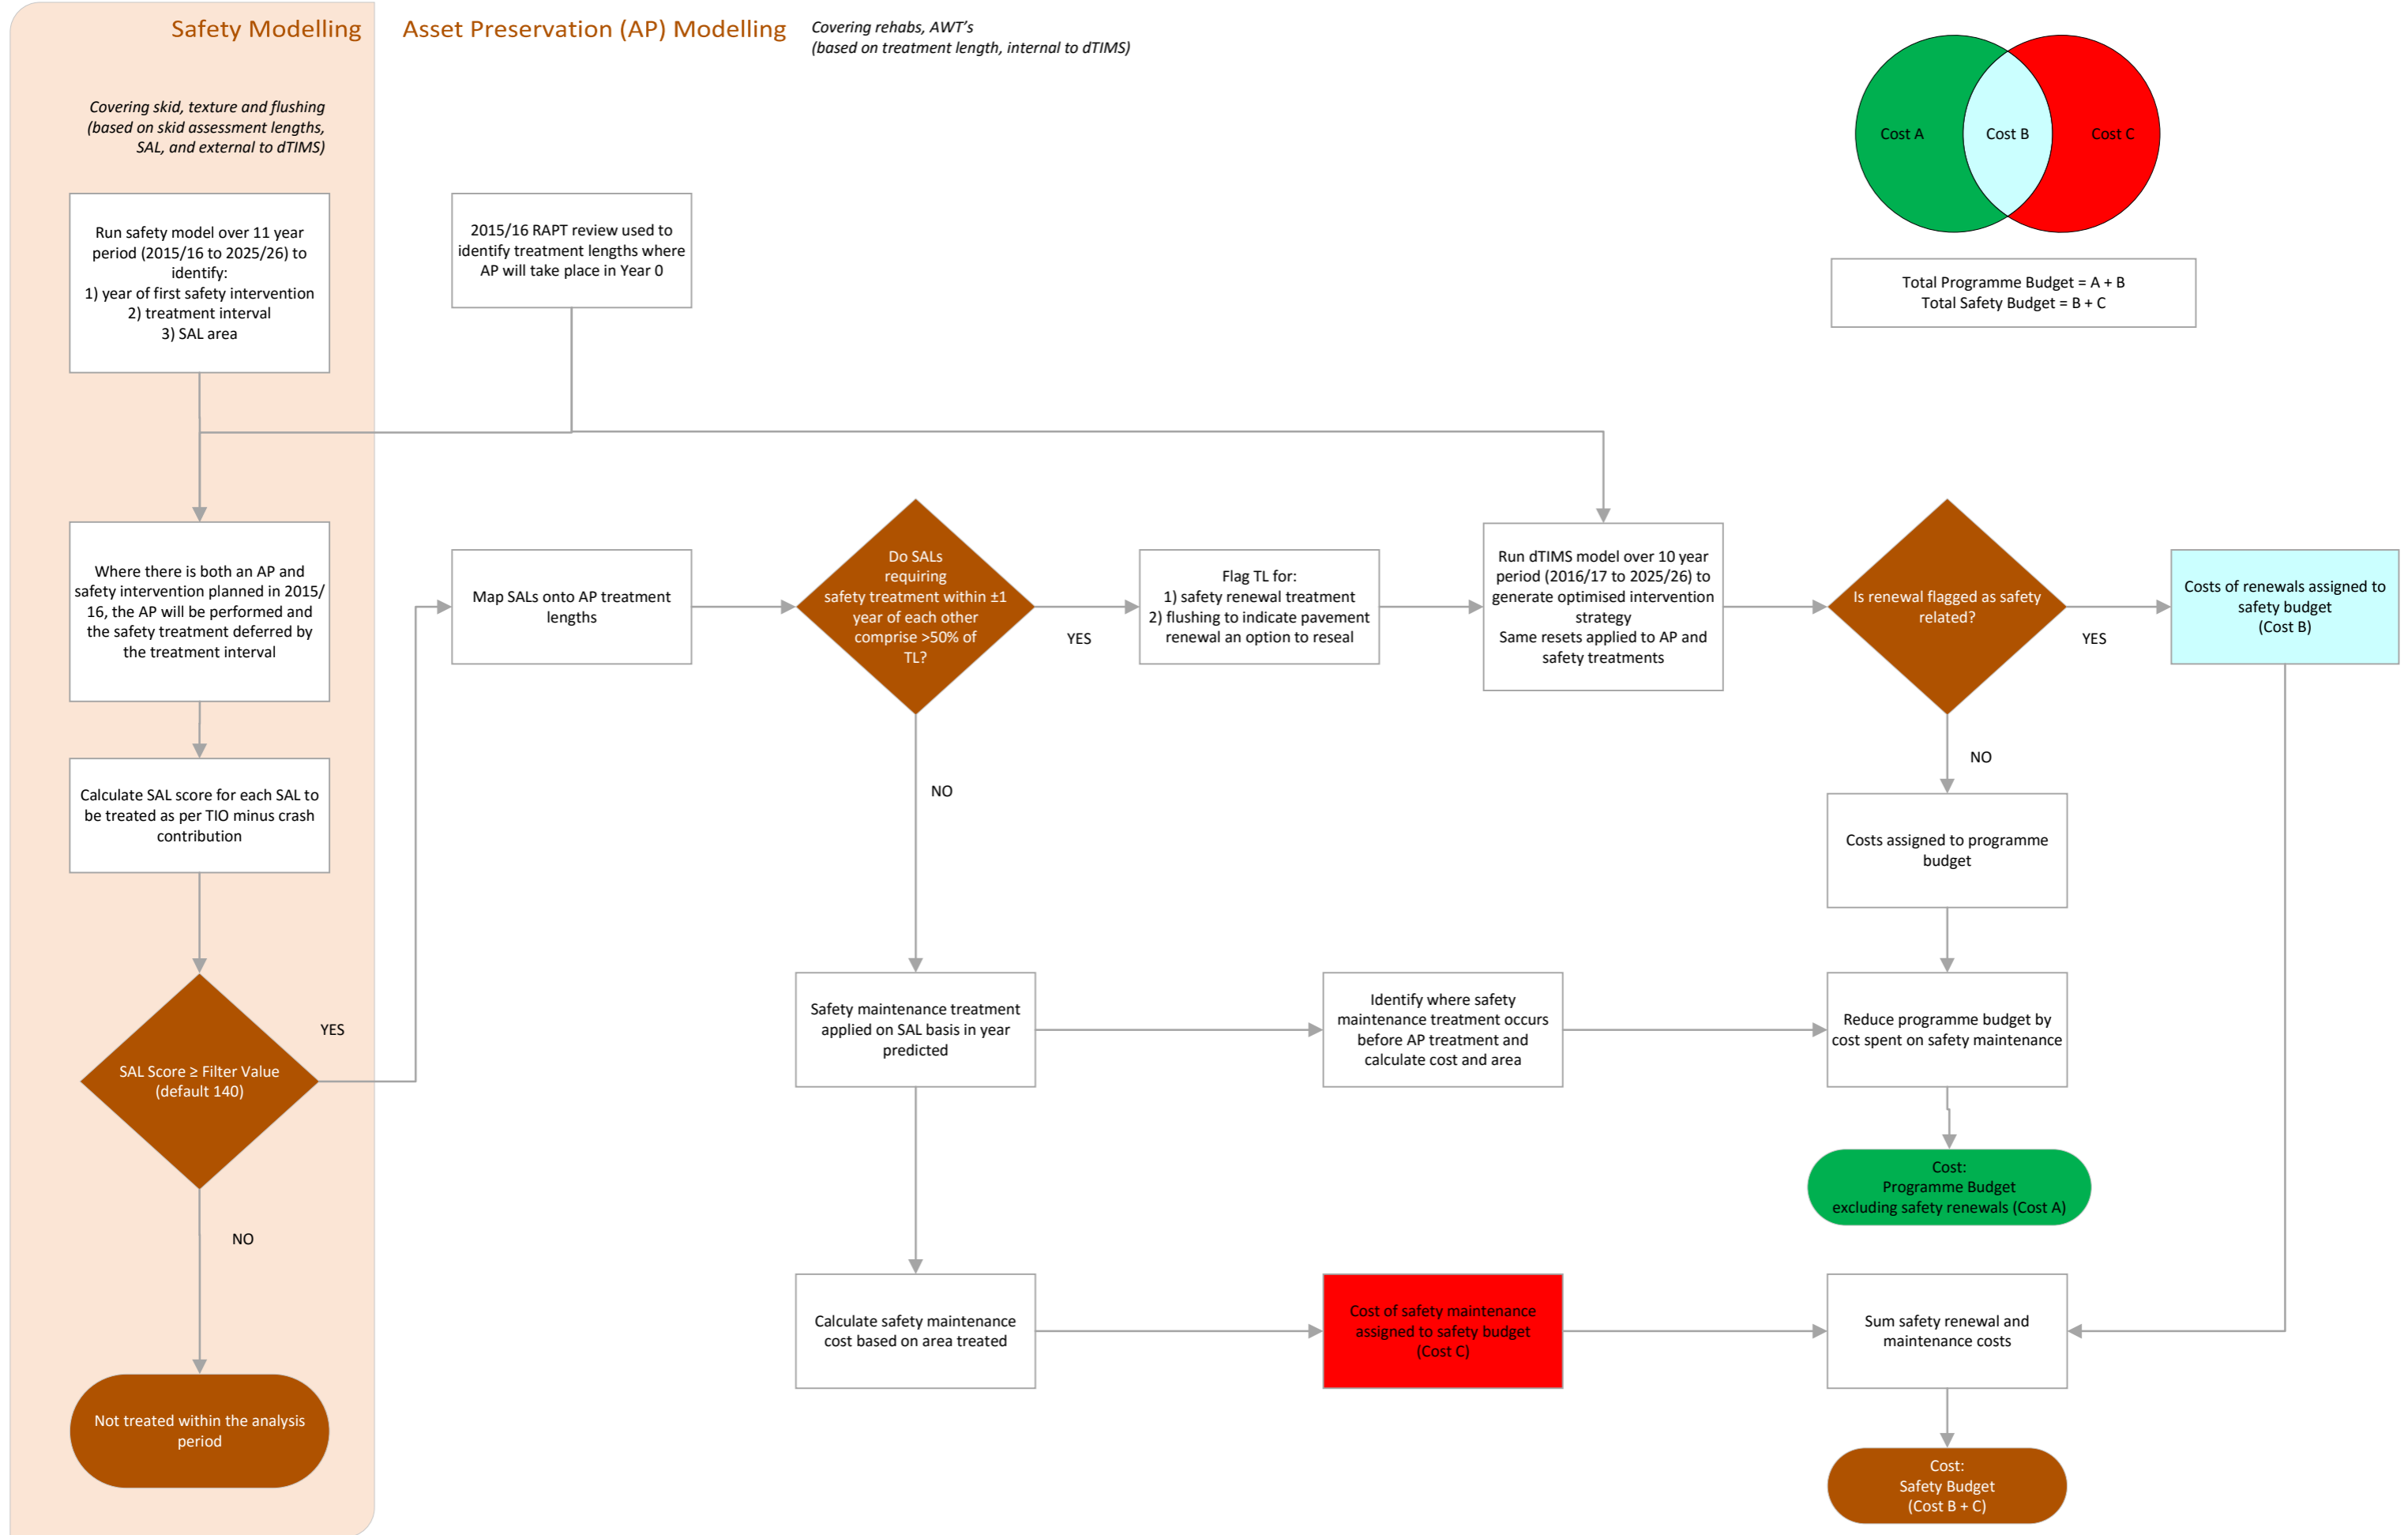 Safety Modelling
Asset Preservation (AP) Modelling
Covering rehabs, AWT's
(based on treatment length, internal to dTIMS)
Covering skid, texture and flushing
(based on skid assessment lengths,
SAL, and external to dTIMS)
Cost A
Cost B
Cost C
Total Programme Budget = A + B
Total Safety Budget = B + C
Run safety model over 11 year
period (2015/16 to 2025/26) to
identify:
1) year of first safety intervention
2) treatment interval
3) SAL area
2015/16 RAPT review used to
identify treatment lengths where
AP will take place in Year 0
Where there is both an AP and
safety intervention planned in 2015/
16, the AP will be performed and
the safety treatment deferred by
the treatment interval
Map SALs onto AP treatment
lengths
Do SALs
requiring
safety treatment within ±1
year of each other
comprise >50% of
TL?
YES
Flag TL for:
1) safety renewal treatment
2) flushing to indicate pavement
renewal an option to reseal
Run dTIMS model over 10 year
period (2016/17 to 2025/26) to
generate optimised intervention
strategy
Same resets applied to AP and
safety treatments
Is renewal flagged as safety
related?
YES
Costs of renewals assigned to
safety budget
(Cost B)
NO
NO
Calculate SAL score for each SAL to
be treated as per TIO minus crash
contribution
Costs assigned to programme
budget
SAL Score ≥ Filter Value
(default 140)
YES
Safety maintenance treatment
applied on SAL basis in year
predicted
Identify where safety
maintenance treatment occurs
before AP treatment and
calculate cost and area
Reduce programme budget by
cost spent on safety maintenance
Cost:
Programme Budget
excluding safety renewals (Cost A)
NO
Calculate safety maintenance
cost based on area treated
Cost of safety maintenance
assigned to safety budget
(Cost C)
Sum safety renewal and
maintenance costs
Not treated within the analysis
period
Cost:
Safety Budget
(Cost B + C)